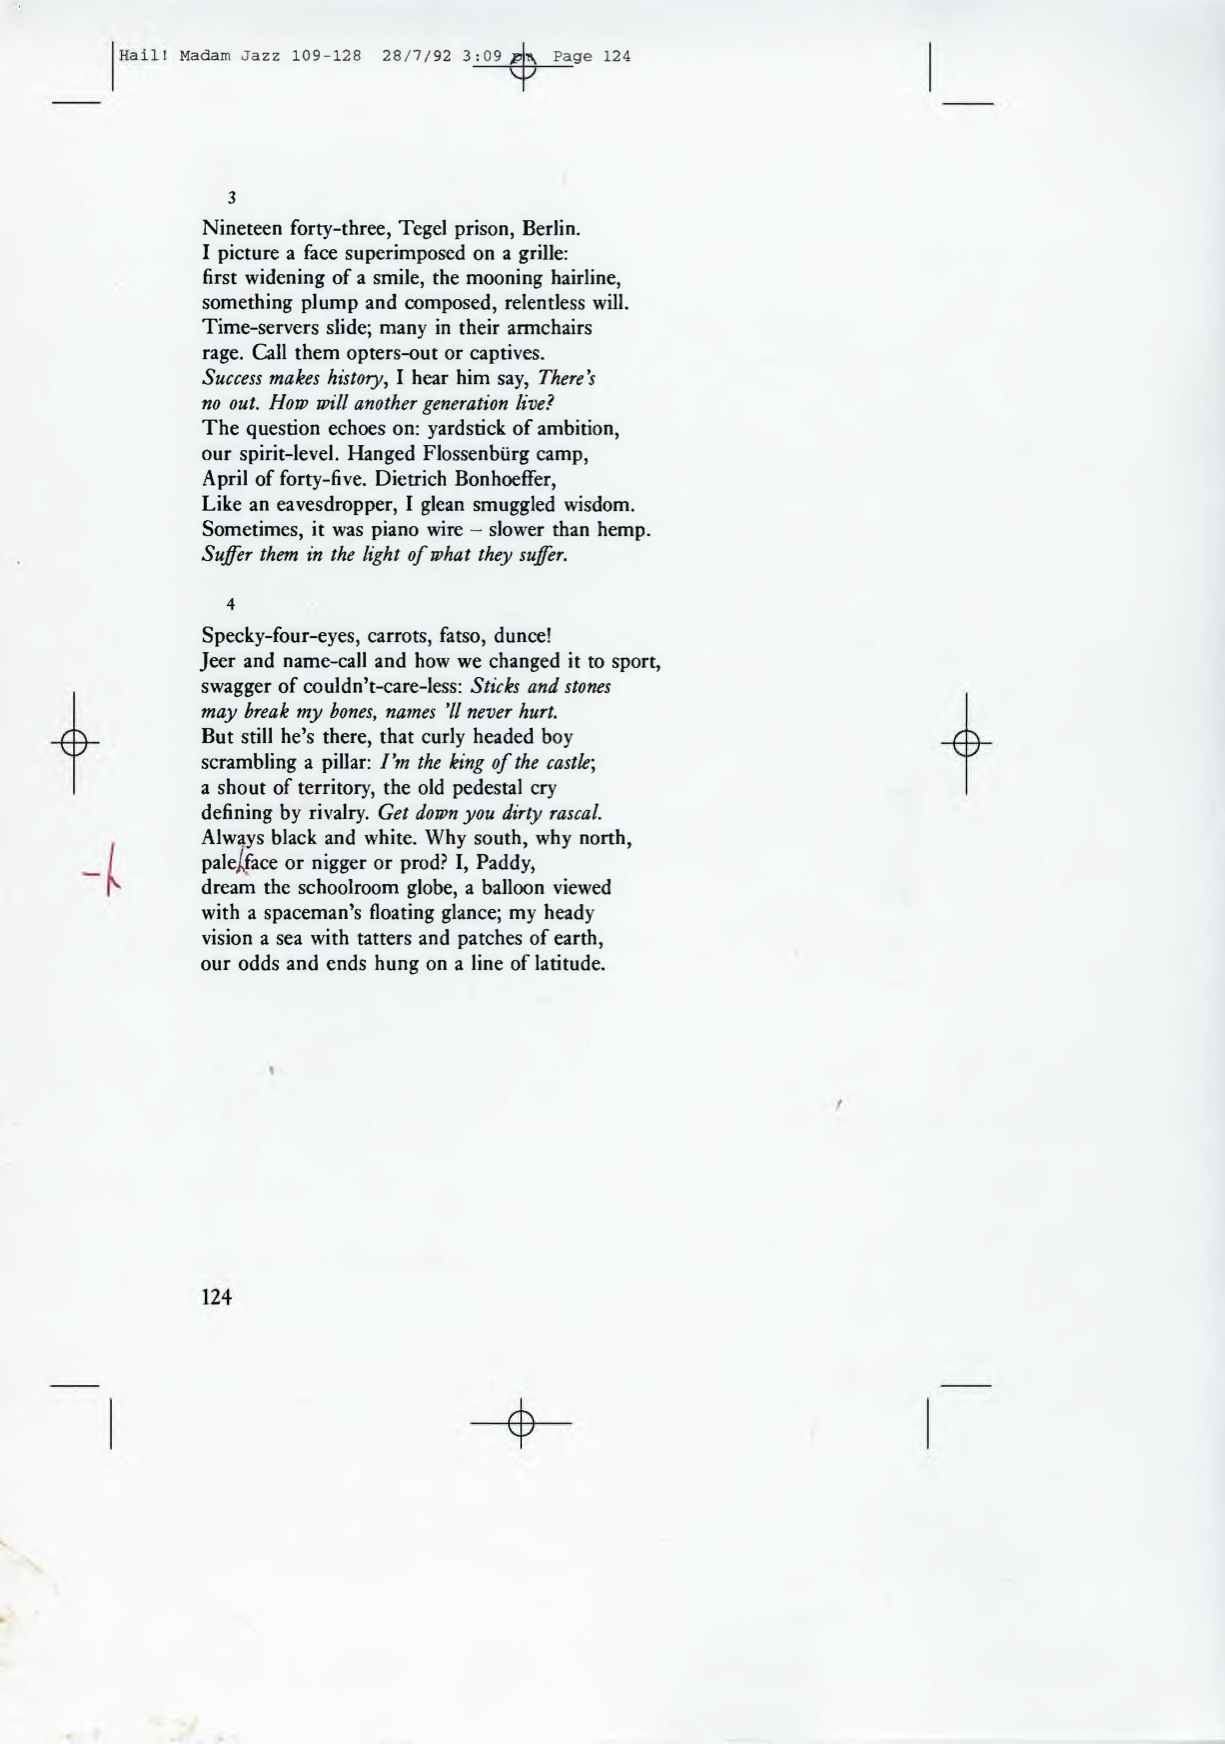 Hail! Madam Jazz 109-128 28/7/92 3:09 pm Page 124
3
Nineteen forty-three, Tegel prison, Berlin.
I picture a face superimposed on a grille:
first widening of a smile, the mooning hairline,
something plump and composed, relentless will.
Time-servers slide; many in their armchairs
rage. Call them opters-out or captives.
Success makes history, I hear him say, There's
no out. How will another generation live?
The question echoes on: yardstick of ambition,
our spirit-level. Hanged Flossenbürg camp,
April of forty-five. Dietrich Bonhoeffer,
Like an eavesdropper, I glean smuggled wisdom.
Sometimes, it was piano wire – slower than hemp.
Suffer them in the light of what they suffer.
4
Specky-four-eyes, carrots, fatso, dunce!
Jeer and name-call and how we changed it to sport,
swagger of couldn't-care-less: Sticks and stones
may break my bones, names 'll never hurt.
But still he's there, that curly headed boy
scrambling a pillar: I'm the king of the castle;
a shout of territory, the old pedestal cry
defining by rivalry. Get down you dirty rascal.
Always black and white. Why south, why north,
pale face or nigger or prod? I, Paddy,
dream the schoolroom globe, a balloon viewed
with a spaceman's floating glance; my heady
vision a sea with tatters and patches of earth,
our odds and ends hung on a line of latitude.
124